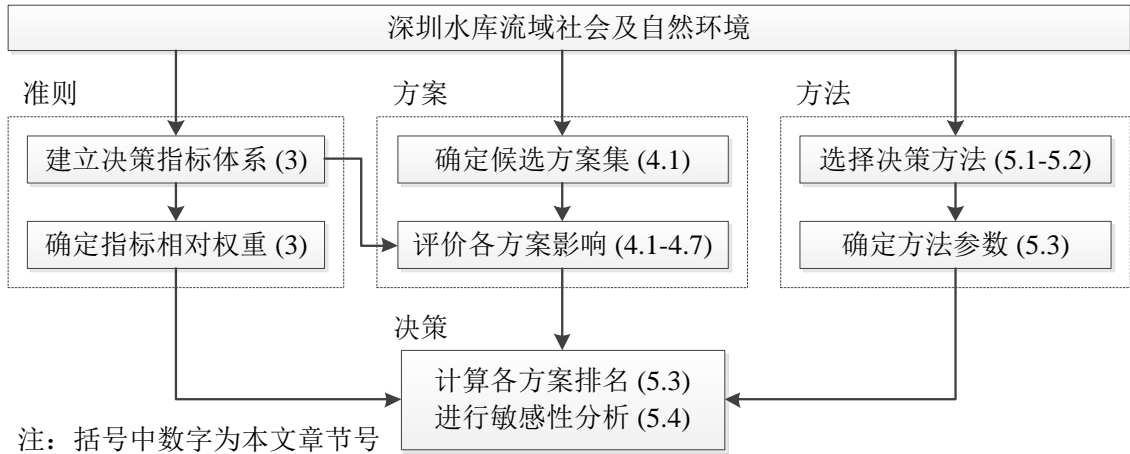 深圳水库流域社会及自然环境
准则
建立决策指标体系 (3)
确定指标相对权重 (3)
方案
确定候选方案集 (4.1)
评价各方案影响 (4.1-4.7)
方法
选择决策方法 (5.1-5.2)
确定方法参数 (5.3)
决策
计算各方案排名 (5.3)
进行敏感性分析 (5.4)
注：括号中数字为本文章节号